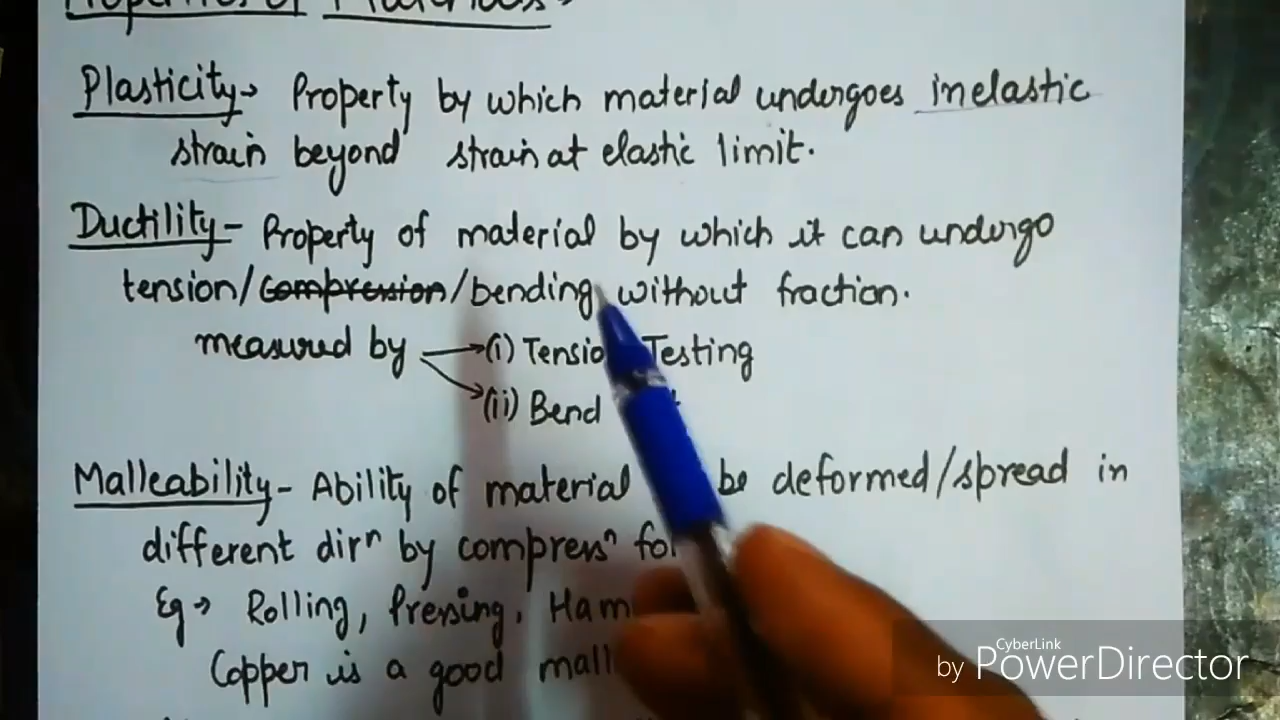 Properties of Materials→
Plasticity→ Property by which material undergoes inelastic
strain beyond strain at elastic limit.
Ductility- Property of material by which it can undergo
tension/compression/bending without fraction.
measured by →(i) Tensio Testing
→(ii) Bend
Malleability- Ability of material be deformed/spread in
different dirⁿ by compresⁿ fo
Eg→ Rolling, Pressing, Ham
Copper is a good mall
CyberLink
by PowerDirector